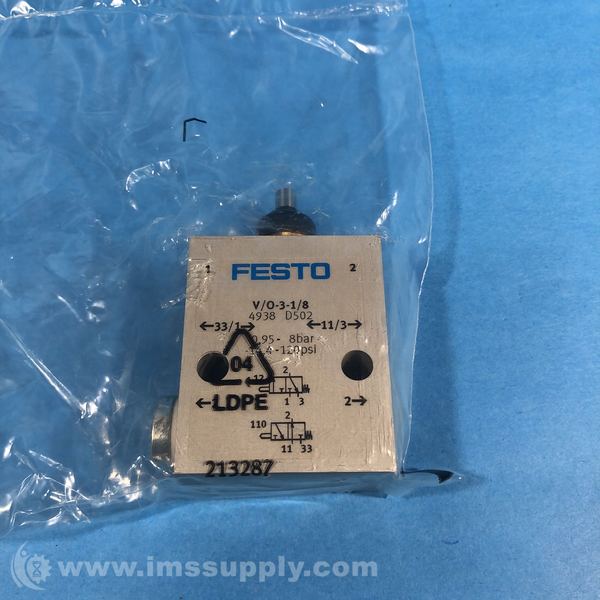 1 FESTO 2
V/O-3-1/8
4938 D502
33/1 11/3
0,95- 8bar
-120psi
04
12 2
1 3
LDPE 2
110 2
11 33
213287
www.imssupply.com